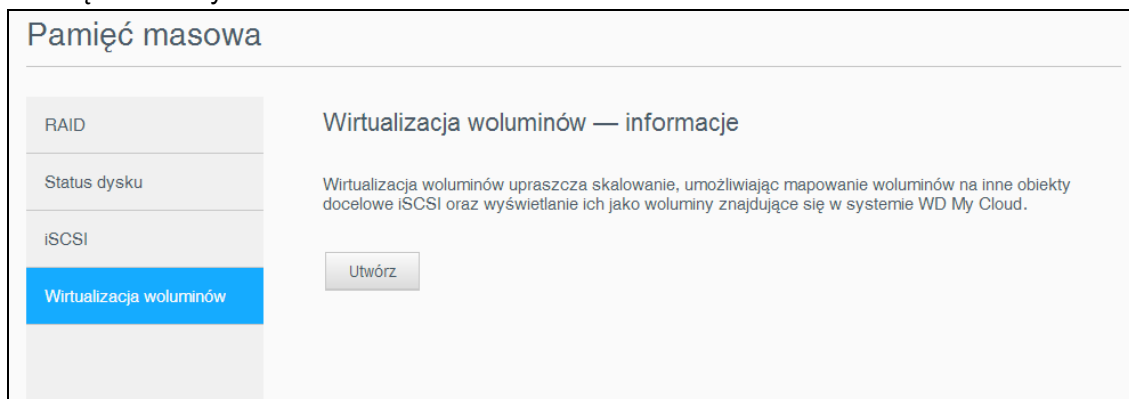 Pamięć masowa
RAID
Status dysku
iSCSI
Wirtualizacja woluminów
Wirtualizacja woluminów — informacje
Wirtualizacja woluminów upraszcza skalowanie, umożliwiając mapowanie woluminów na inne obiekty
docelowe iSCSI oraz wyświetlanie ich jako woluminy znajdujące się w systemie WD My Cloud.
Utwórz